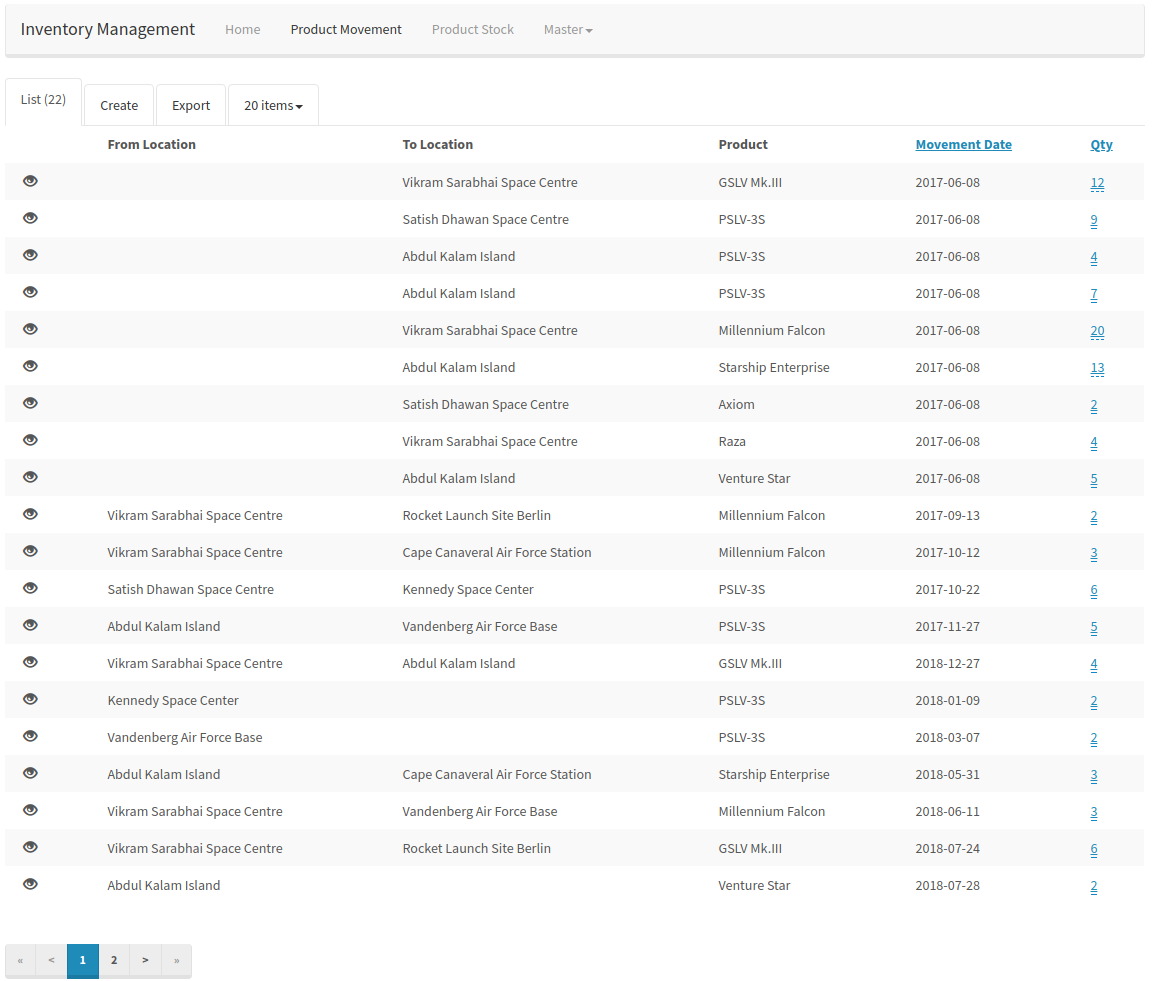 Inventory Management Home Product Movement Product Stock Master
List (22) Create Export 20 items
From Location To Location Product Movement Date Qty
Vikram Sarabhai Space Centre GSLV Mk.III 2017-06-08 12
Satish Dhawan Space Centre PSLV-3S 2017-06-08 9
Abdul Kalam Island PSLV-3S 2017-06-08 4
Abdul Kalam Island PSLV-3S 2017-06-08 7
Vikram Sarabhai Space Centre Millennium Falcon 2017-06-08 20
Abdul Kalam Island Starship Enterprise 2017-06-08 13
Satish Dhawan Space Centre Axiom 2017-06-08 2
Vikram Sarabhai Space Centre Raza 2017-06-08 4
Abdul Kalam Island Venture Star 2017-06-08 5
Vikram Sarabhai Space Centre Rocket Launch Site Berlin Millennium Falcon 2017-09-13 2
Vikram Sarabhai Space Centre Cape Canaveral Air Force Station Millennium Falcon 2017-10-12 3
Satish Dhawan Space Centre Kennedy Space Center PSLV-3S 2017-10-22 6
Abdul Kalam Island Vandenberg Air Force Base PSLV-3S 2017-11-27 5
Vikram Sarabhai Space Centre Abdul Kalam Island GSLV Mk.III 2018-12-27 4
Kennedy Space Center PSLV-3S 2018-01-09 2
Vandenberg Air Force Base PSLV-3S 2018-03-07 2
Abdul Kalam Island Cape Canaveral Air Force Station Starship Enterprise 2018-05-31 3
Vikram Sarabhai Space Centre Vandenberg Air Force Base Millennium Falcon 2018-06-11 3
Vikram Sarabhai Space Centre Rocket Launch Site Berlin GSLV Mk.III 2018-07-24 6
Abdul Kalam Island Venture Star 2018-07-28 2
« < 1 2 > »